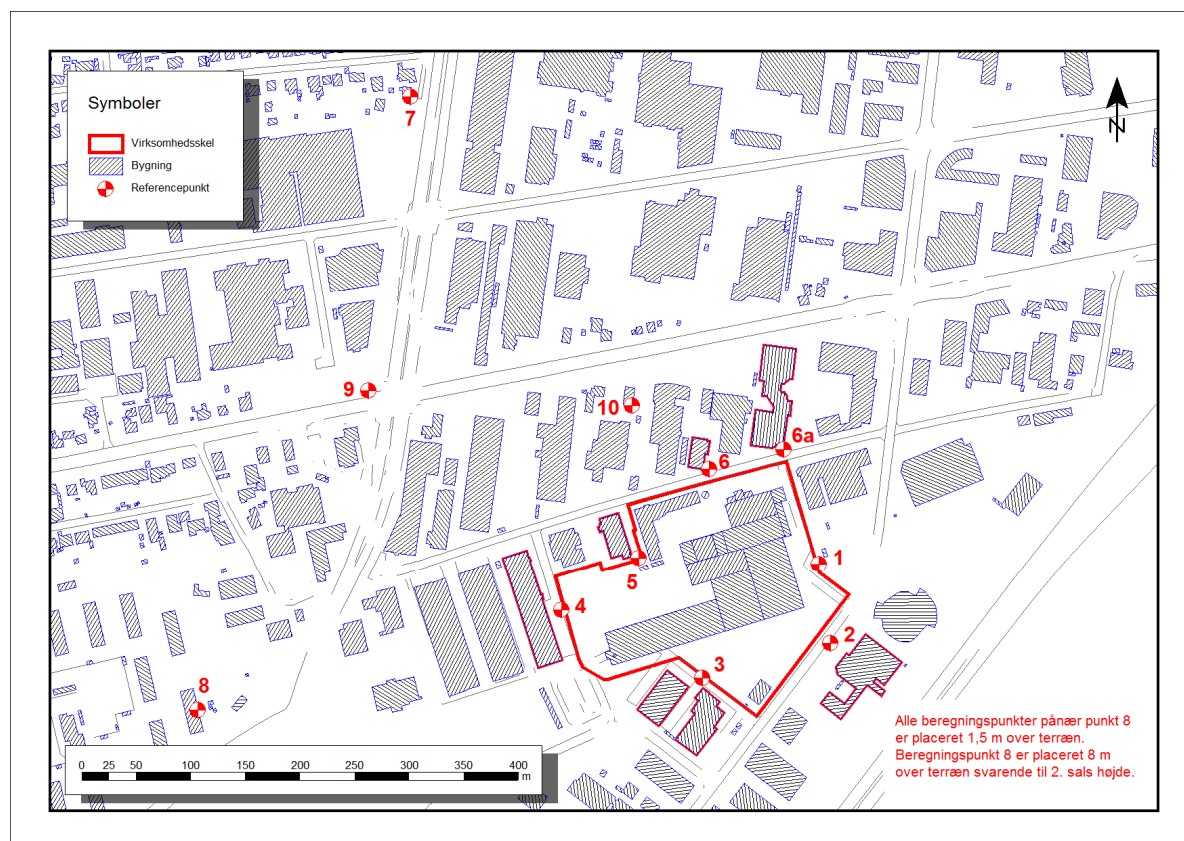 Symboler
Virksomhedsskel
Bygning
Referencepunkt
7
N
9
10
6a
6
5
1
4
2
3
8
Alle beregningspunkter pånær punkt 8
er placeret 1,5 m over terræn.
Beregningspunkt 8 er placeret 8 m
over terræn svarende til 2. sals højde.
0 25 50 100 150 200 250 300 350 400
m